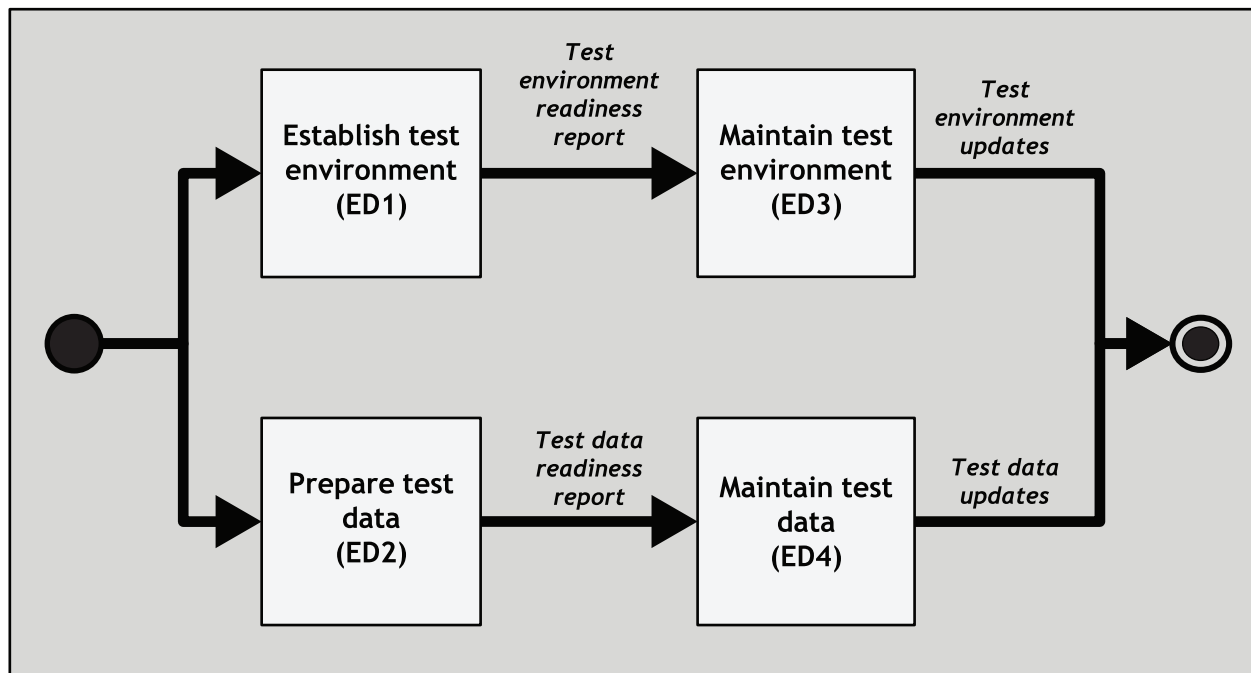 Establish test
environment
(ED1)
Test
environment
readiness
report
Maintain test
environment
(ED3)
Test
environment
updates
Prepare test
data
(ED2)
Test data
readiness
report
Maintain test
data
(ED4)
Test data
updates